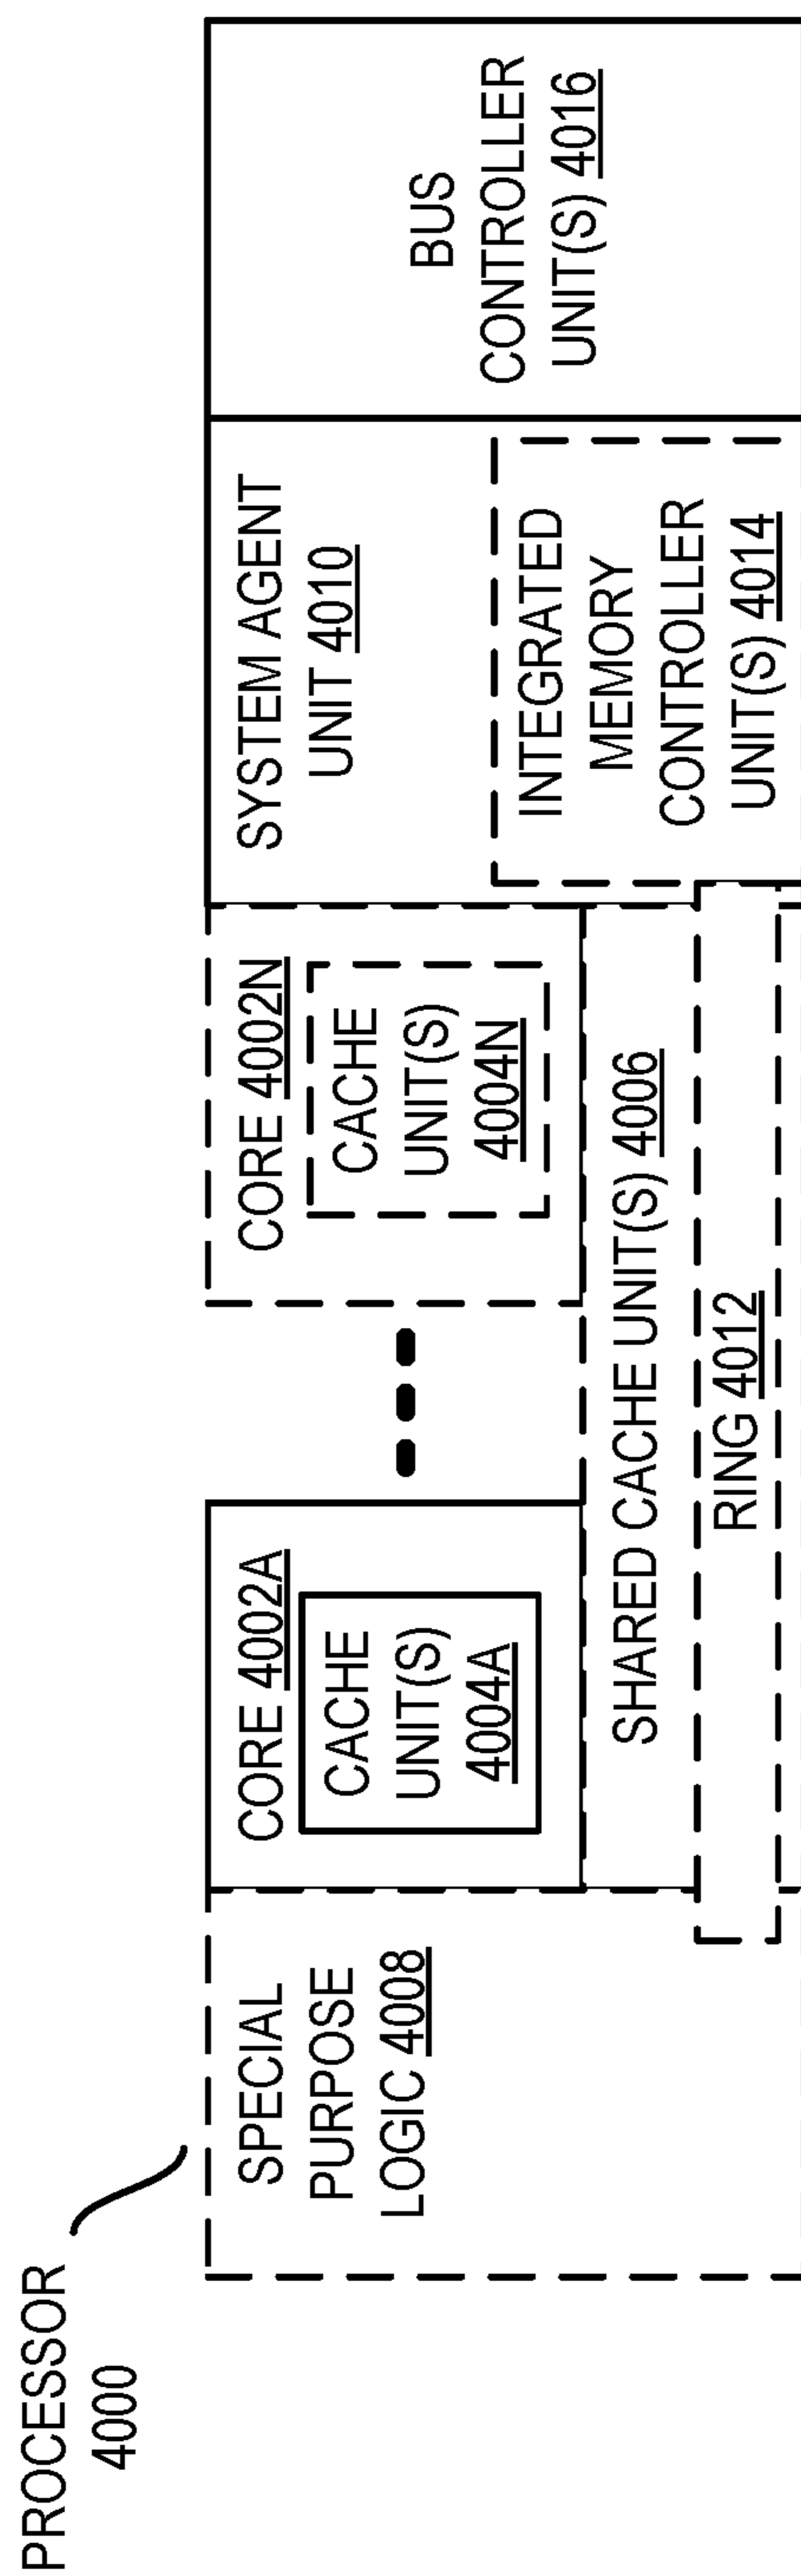 PROCESSOR
4000
SPECIAL
PURPOSE
LOGIC 4008
CORE 4002A
CACHE
UNIT(S)
4004A
CORE 4002N
CACHE
UNIT(S)
4004N
SHARED CACHE UNIT(S) 4006
RING 4012
SYSTEM AGENT
UNIT 4010
INTEGRATED
MEMORY
CONTROLLER
UNIT(S) 4014
BUS
CONTROLLER
UNIT(S) 4016